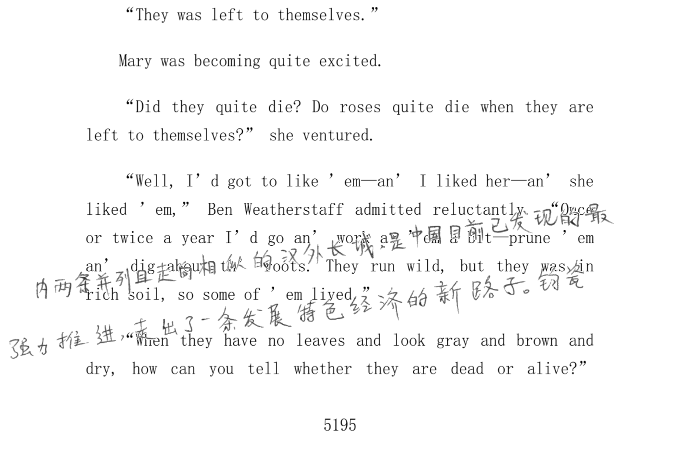 “They was left to themselves.”
Mary was becoming quite excited.
“Did they quite die? Do roses quite die when they are
left to themselves?” she ventured.
“Well, I’d got to like ’em—an’ I liked her—an’ she
liked ’em,” Ben Weatherstaff admitted reluctantly. “Once
or twice a year I’d go an’ work at ’em a bit—prune ’em
an’ dig about th’ roots. They run wild, but they was in
rich soil, so some of ’em lived.”
内两条并列且走向相似的汉外长城,是中国目前已发现的最
强力推进,走出了一条发展特色经济的新路子。钧瓷
“When they have no leaves and look gray and brown and
dry, how can you tell whether they are dead or alive?”
5195